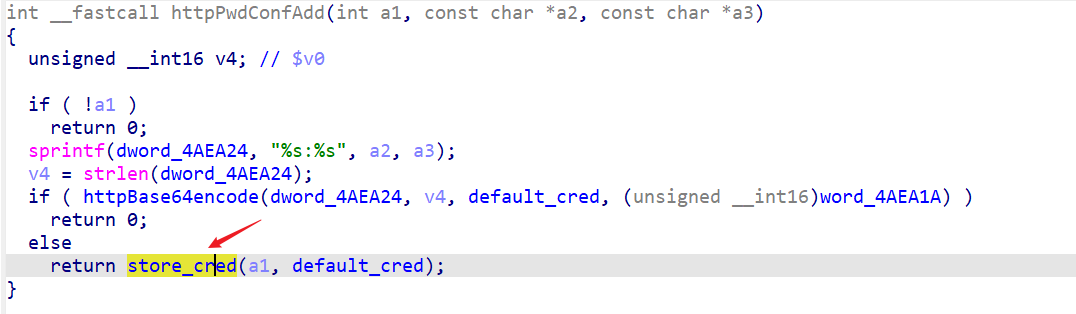 int __fastcall httpPwdConfAdd(int a1, const char *a2, const char *a3)
{
  unsigned __int16 v4; // $v0
  if ( !a1 )
    return 0;
  sprintf(dword_4AEA24, "%s:%s", a2, a3);
  v4 = strlen(dword_4AEA24);
  if ( httpBase64encode(dword_4AEA24, v4, default_cred, (unsigned __int16)word_4AEA1A) )
    return 0;
  else
    return store_cred(a1, default_cred);
}